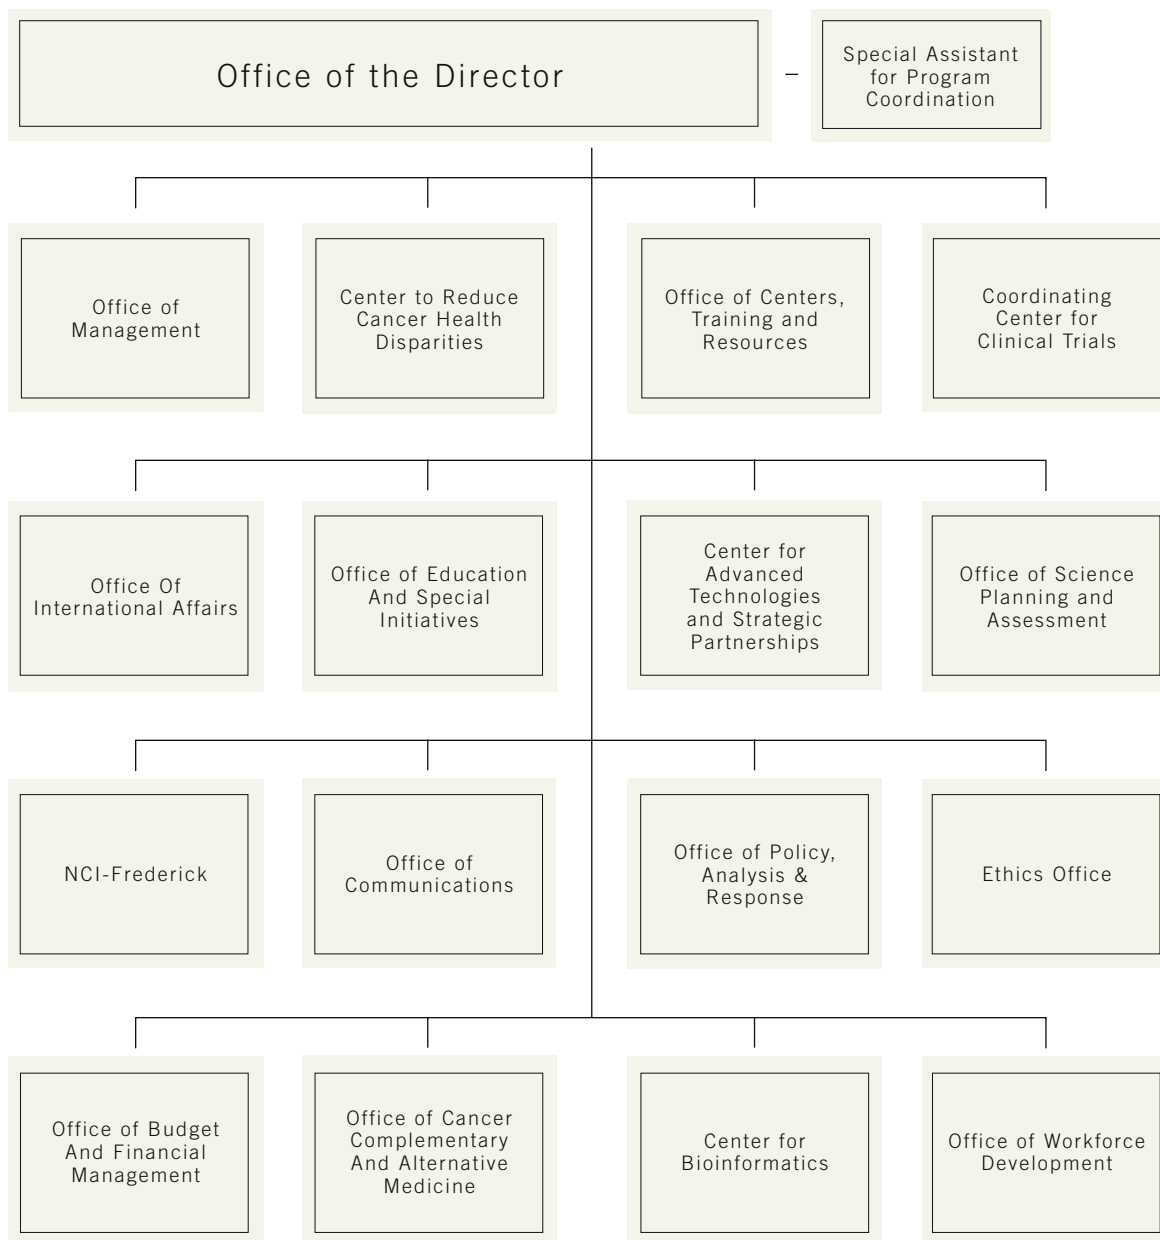 Office of the Director
–
Special Assistant
for Program
Coordination
Office of
Management
Center to Reduce
Cancer Health
Disparities
Office of Centers,
Training and
Resources
Coordinating
Center for
Clinical Trials
Office Of
International Affairs
Office of Education
And Special
Initiatives
Center for
Advanced
Technologies
and Strategic
Partnerships
Office of Science
Planning and
Assessment
NCI-Frederick
Office of
Communications
Office of Policy,
Analysis &
Response
Ethics Office
Office of Budget
And Financial
Management
Office of Cancer
Complementary
And Alternative
Medicine
Center for
Bioinformatics
Office of Workforce
Development